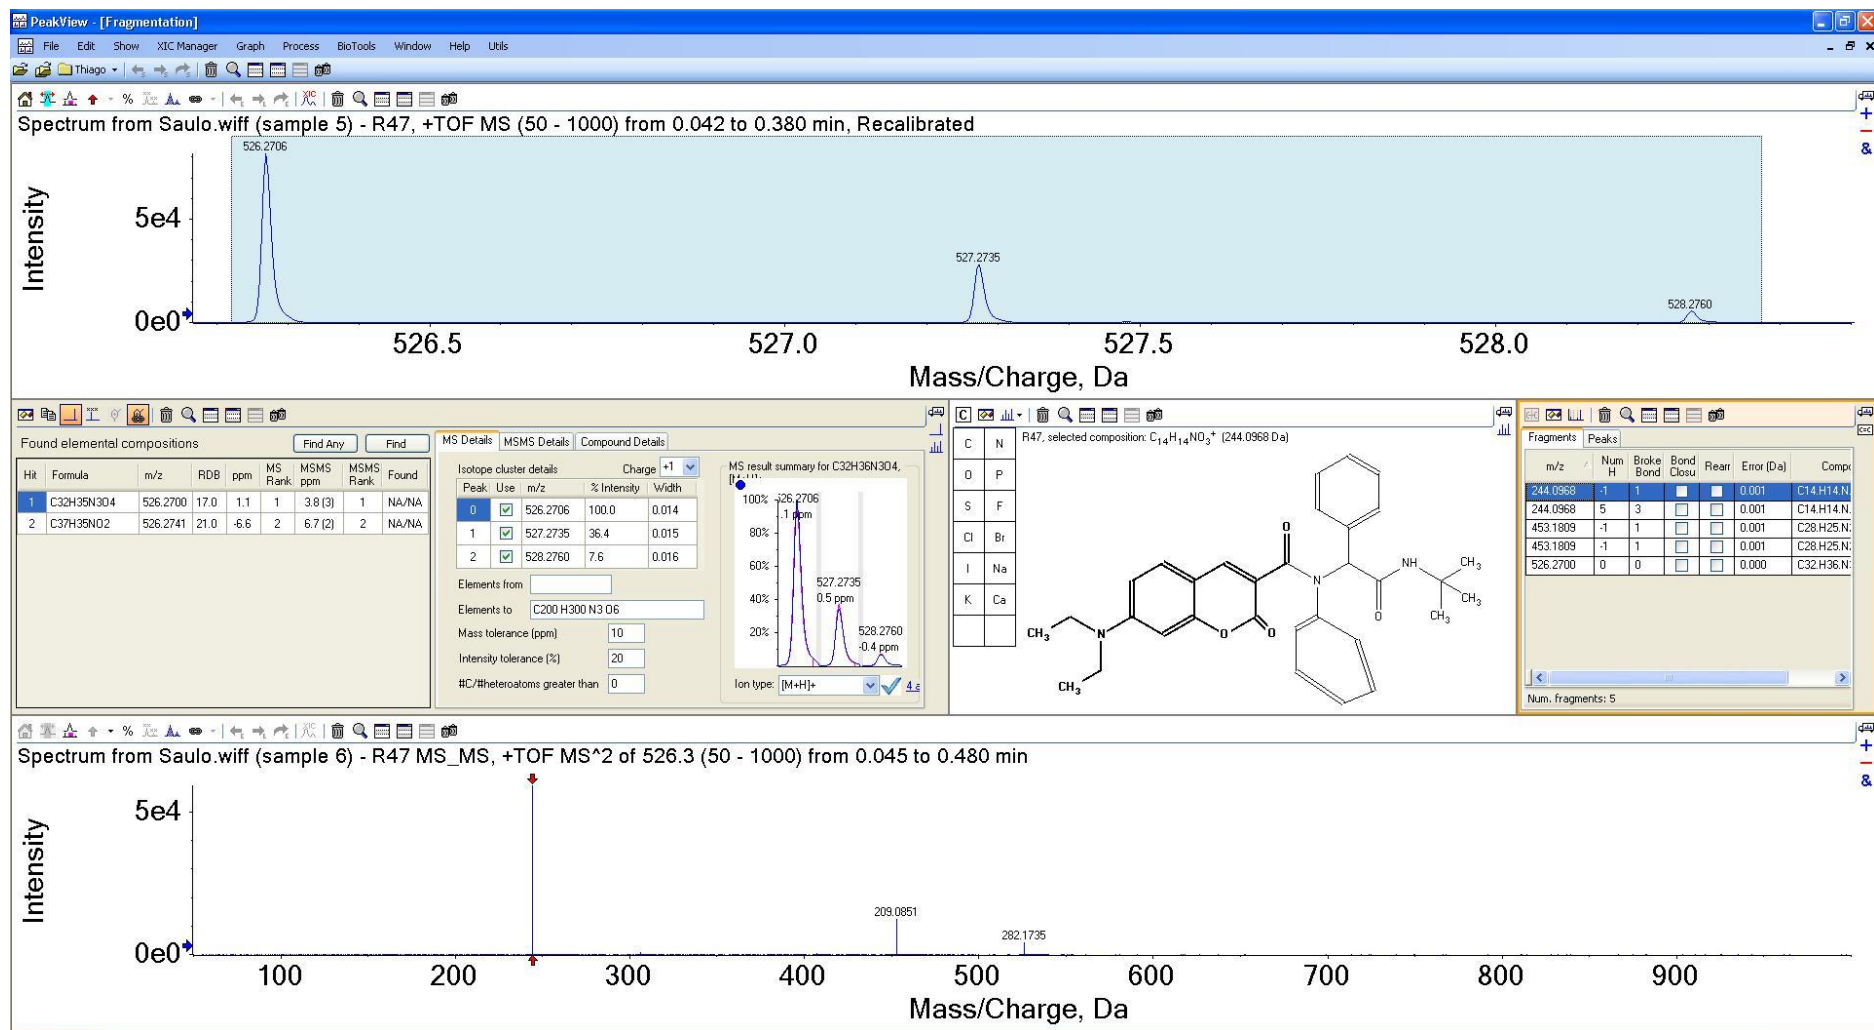 PeakView - [Fragmentation]
File Edit Show XIC Manager Graph Process BioTools Window Help Utils
Thiago
%
XIC
Spectrum from Saulo.wiff (sample 5) - R47, +TOF MS (50 - 1000) from 0.042 to 0.380 min, Recalibrated
526.2706
527.2735
528.2760
Intensity
5e4
0e0
526.5 527.0 527.5 528.0
Mass/Charge, Da
Found elemental compositions
Find Any Find
Hit Formula m/z RDB ppm MS Rank MSMS ppm MSMS Rank Found
1 C32H35N3O4 526.2700 17.0 1.1 1 3.8 (3) 1 NA/NA
2 C37H35NO2 526.2741 21.0 -6.6 2 6.7 (2) 2 NA/NA
MS Details MSMS Details Compound Details
Isotope cluster details Charge +1
Peak Use m/z % Intensity Width
0 526.2706 100.0 0.014
1 527.2735 36.4 0.015
2 528.2760 7.6 0.016
Elements from
Elements to C200 H300 N3 O6
Mass tolerance (ppm) 10
Intensity tolerance (%) 20
#C/#heteroatoms greater than 0
MS result summary for C32H36N3O4,
100%
80%
60%
40%
20%
527.2735
0.5 ppm
528.2760
-0.4 ppm
Ion type: [M+H]+
C
C N
O P
S F
Cl Br
I Na
K Ca
R47, selected composition: C14H14NO3+ (244.0968 Da)
O
NH
CH3
N
O
CH3
CH3
CH3
N
O
O
CH3
Fragments Peaks
m/z Num H Broke Bond Bond Closu Rearr Error (Da) Compo
244.0968 -1 1 0.001 C14.H14.N.
244.0968 5 3 0.001 C14.H14.N.
453.1809 -1 1 0.001 C28.H25.N:
453.1809 -1 1 0.001 C28.H25.N:
526.2700 0 0 0.000 C32.H36.N:
Num. fragments: 5
%
XIC
Spectrum from Saulo.wiff (sample 6) - R47 MS_MS, +TOF MS^2 of 526.3 (50 - 1000) from 0.045 to 0.480 min
Intensity
5e4
0e0
209.0851
282.1735
100 200 300 400 500 600 700 800 900
Mass/Charge, Da